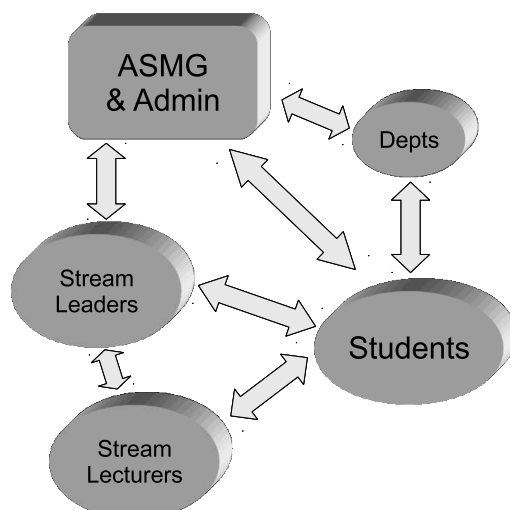 ASMG
& Admin
Depts
Stream
Leaders
Students
Stream
Lecturers